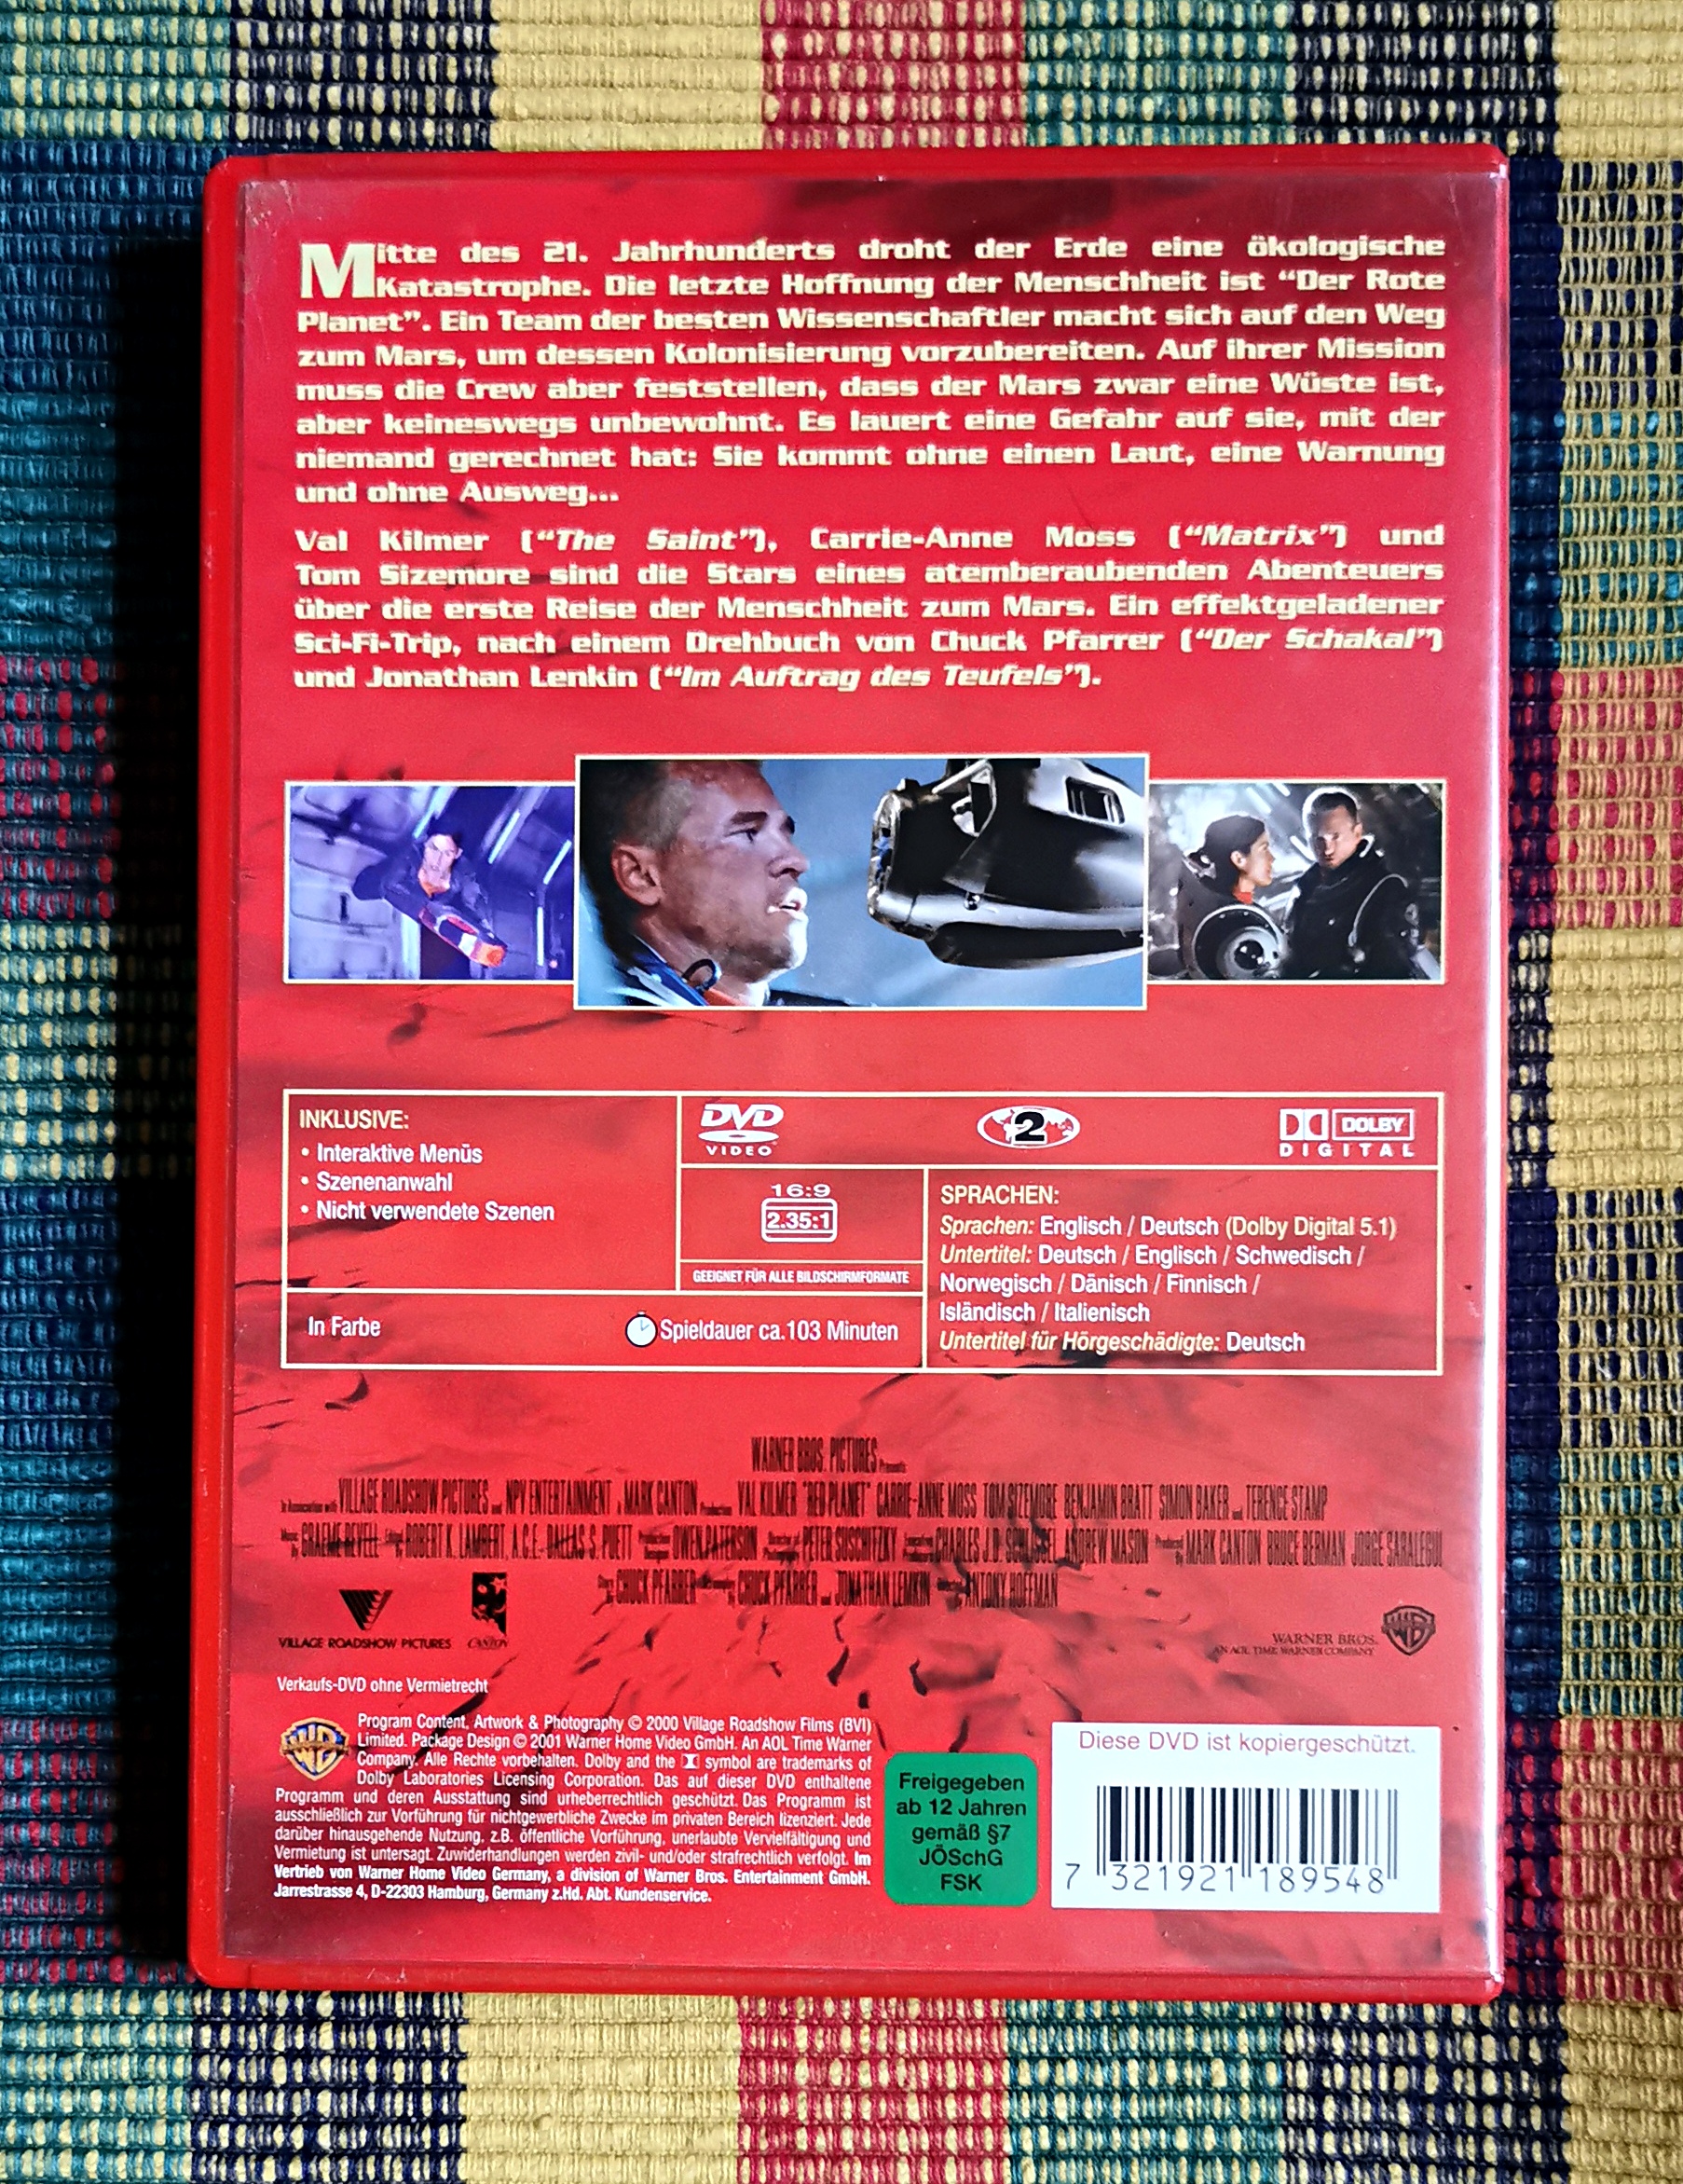 Mitte des 21. Jahrhunderts droht der Erde eine ökologische
Katastrophe. Die letzte Hoffnung der Menschheit ist “Der Rote
Planet”. Ein Team der besten Wissenschaftler macht sich auf den Weg
zum Mars, um dessen Kolonisierung vorzubereiten. Auf ihrer Mission
muss die Crew aber feststellen, dass der Mars zwar eine Wüste ist,
aber keineswegs unbewohnt. Es lauert eine Gefahr auf sie, mit der
niemand gerechnet hat: Sie kommt ohne einen Laut, eine Warnung
und ohne Ausweg...
Val Kilmer (“The Saint”), Carrie-Anne Moss (“Matrix”) und
Tom Sizemore sind die Stars eines atemberaubenden Abenteuers
über die erste Reise der Menschheit zum Mars. Ein effektgeladener
Sci-Fi-Trip, nach einem Drehbuch von Chuck Pfarrer (“Der Schakal”)
und Jonathan Lenkin (“Im Auftrag des Teufels”).
INKLUSIVE:
• Interaktive Menüs
• Szenenanwahl
• Nicht verwendete Szenen
DVD
VIDEO
2
DOLBY
DIGITAL
16:9
2.35:1
GEEIGNET FÜR ALLE BILDSCHIRMFORMATE
SPRACHEN:
Sprachen: Englisch / Deutsch (Dolby Digital 5.1)
Untertitel: Deutsch / Englisch / Schwedisch /
Norwegisch / Dänisch / Finnisch /
Isländisch / Italienisch
Untertitel für Hörgeschädigte: Deutsch
In Farbe
Spieldauer ca.103 Minuten
WARNER BROS. PICTURES Presents
In Association with VILLAGE ROADSHOW PICTURES and NPV ENTERTAINMENT a MARK CANTON Production VAL KILMER "RED PLANET" CARRIE-ANNE MOSS TOM SIZEMORE BENJAMIN BRATT SIMON BAKER and TERENCE STAMP
Music By GRAEME REVELL ROBERT K. LAMBERT, A.C.E. DALLAS S. PUETT OWEN PATERSON PETER SUSCHITZKY CHARLES J.D. SCHLISSEL ANDREW MASON Produced By MARK CANTON BRUCE BERMAN JORGE SARALEGUI
CHUCK PFARRER CHUCK PFARRER and JONATHAN LEMKIN ANTONY HOFFMAN
VILLAGE ROADSHOW PICTURES
CANTON
WARNER BROS.
AN AOL TIME WARNER COMPANY
Verkaufs-DVD ohne Vermietrecht
Program Content, Artwork & Photography © 2000 Village Roadshow Films (BVI)
Limited. Package Design © 2001 Warner Home Video GmbH. An AOL Time Warner
Company. Alle Rechte vorbehalten. Dolby and the symbol are trademarks of
Dolby Laboratories Licensing Corporation. Das auf dieser DVD enthaltene
Programm und deren Ausstattung sind urheberrechtlich geschützt. Das Programm ist
ausschließlich zur Vorführung für nichtgewerbliche Zwecke im privaten Bereich lizenziert. Jede
darüber hinausgehende Nutzung, z.B. öffentliche Vorführung, unerlaubte Vervielfältigung und
Vermietung ist untersagt. Zuwiderhandlungen werden zivil- und/oder strafrechtlich verfolgt. Im
Vertrieb von Warner Home Video Germany, a division of Warner Bros. Entertainment GmbH.
Jarrestrasse 4, D-22303 Hamburg, Germany z.Hd. Abt. Kundenservice.
Freigegeben
ab 12 Jahren
gemäß §7
JÖSchG
FSK
Diese DVD ist kopiergeschützt.
7 321921 189548